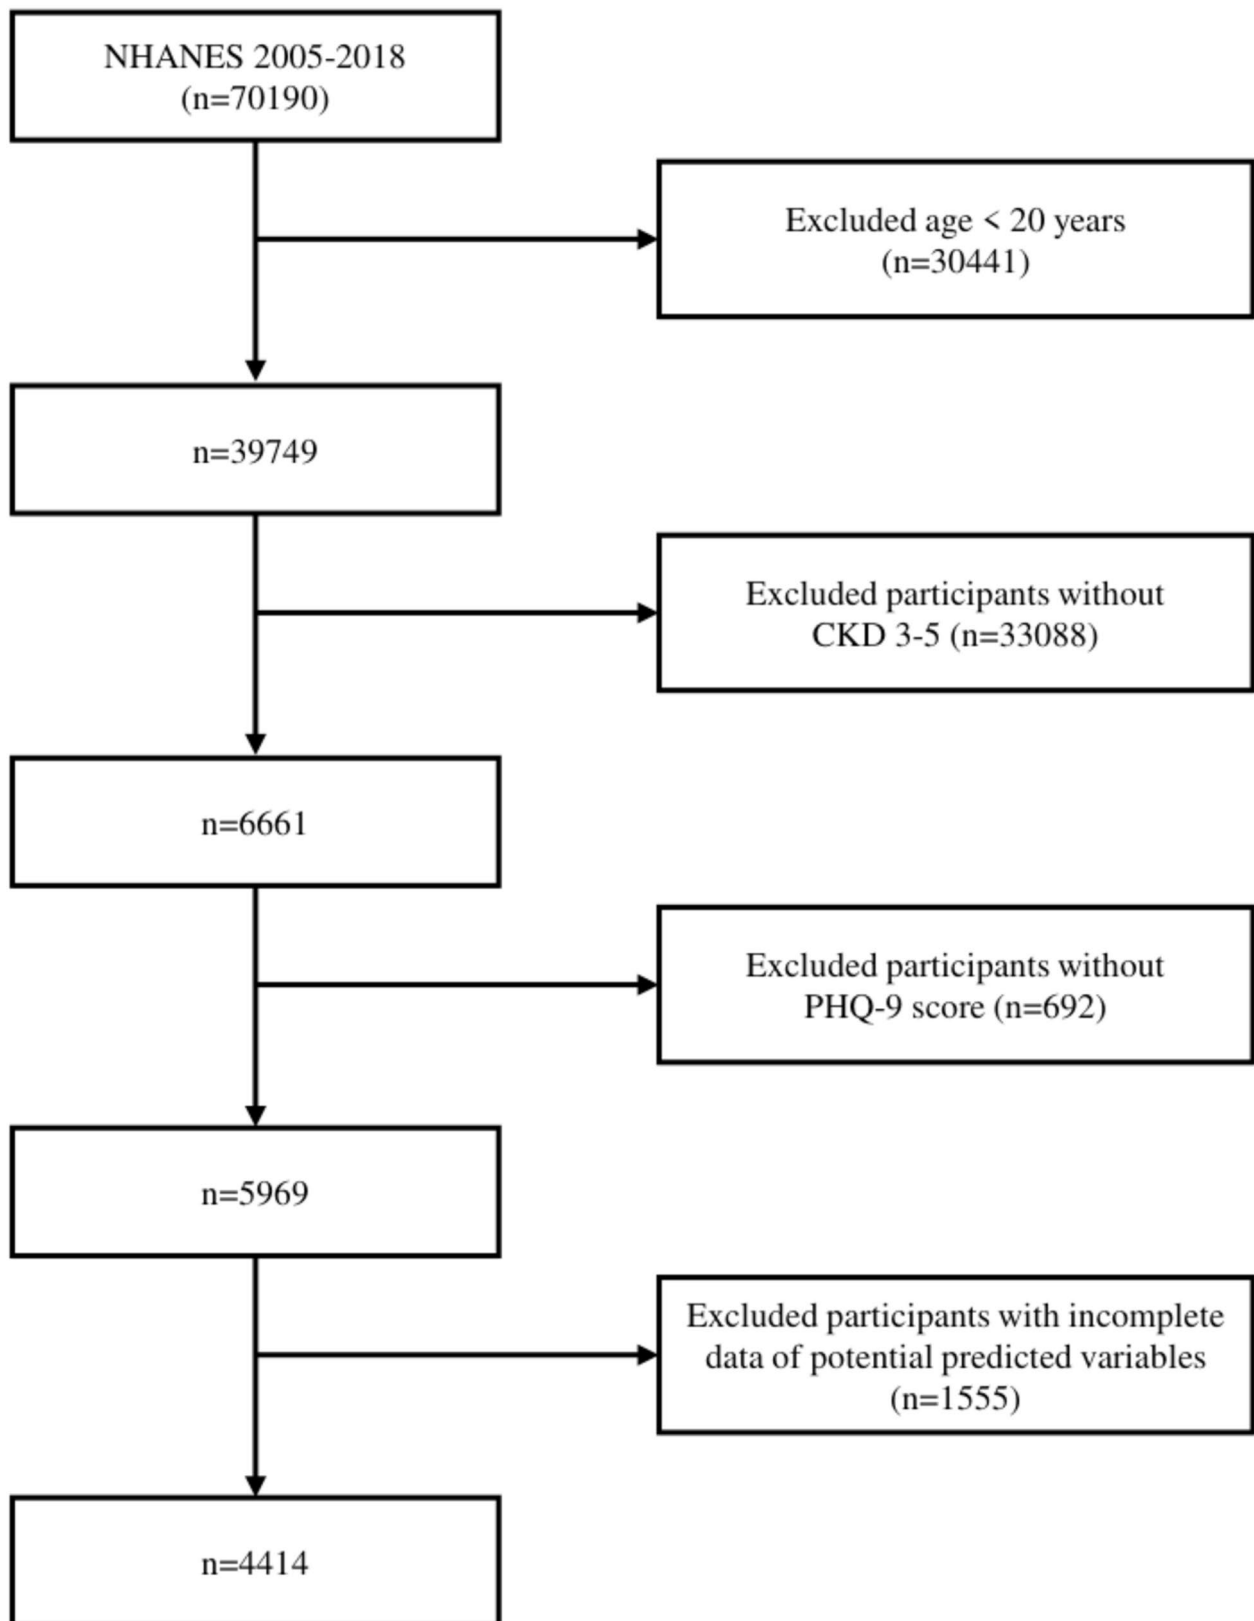 NHANES 2005-2018
(n=70190)
Excluded age < 20 years
(n=30441)
n=39749
Excluded participants without
CKD 3-5 (n=33088)
n=6661
Excluded participants without
PHQ-9 score (n=692)
n=5969
Excluded participants with incomplete
data of potential predicted variables
(n=1555)
n=4414